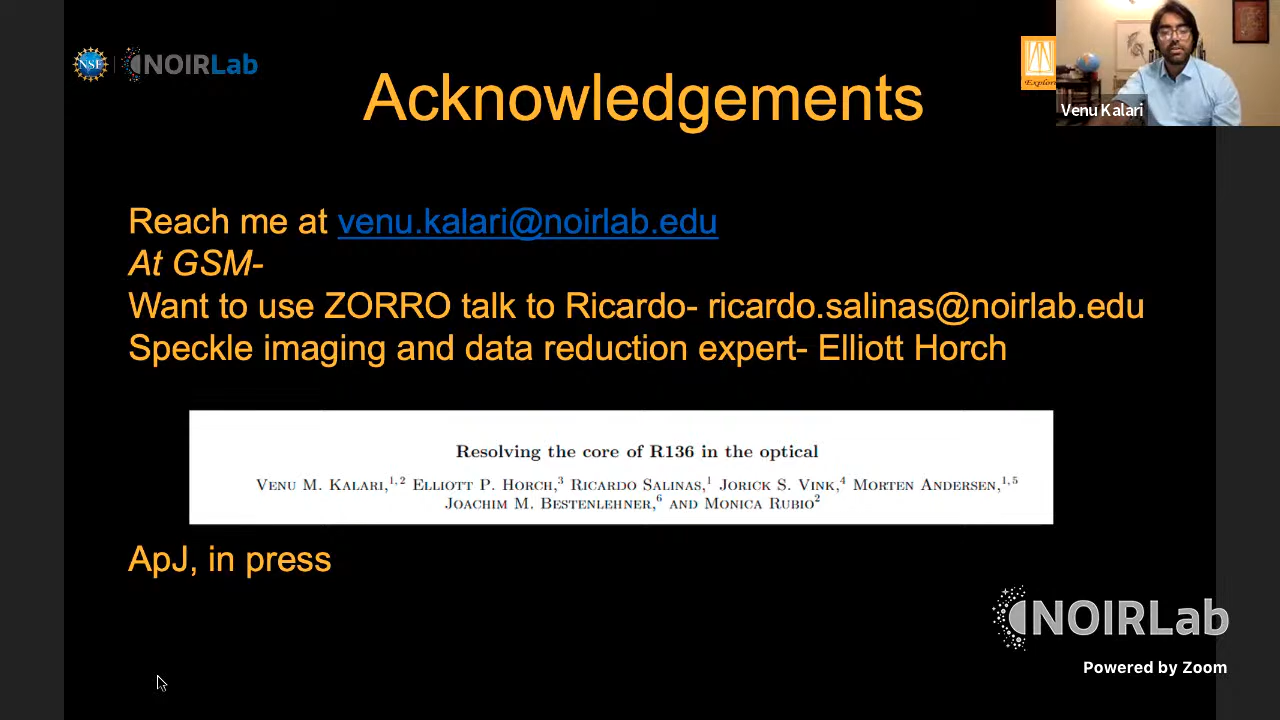 NSF
NOIRLab
Acknowledgements
Explor
Venu Kalari
Reach me at venu.kalari@noirlab.edu
At GSM-
Want to use ZORRO talk to Ricardo- ricardo.salinas@noirlab.edu
Speckle imaging and data reduction expert- Elliott Horch
Resolving the core of R136 in the optical
Venu M. Kalari,1,2 Elliott P. Horch,3 Ricardo Salinas,1 Jorick S. Vink,4 Morten Andersen,1,5
Joachim M. Bestenlehner,6 and Monica Rubio2
ApJ, in press
NOIRLab
Powered by Zoom